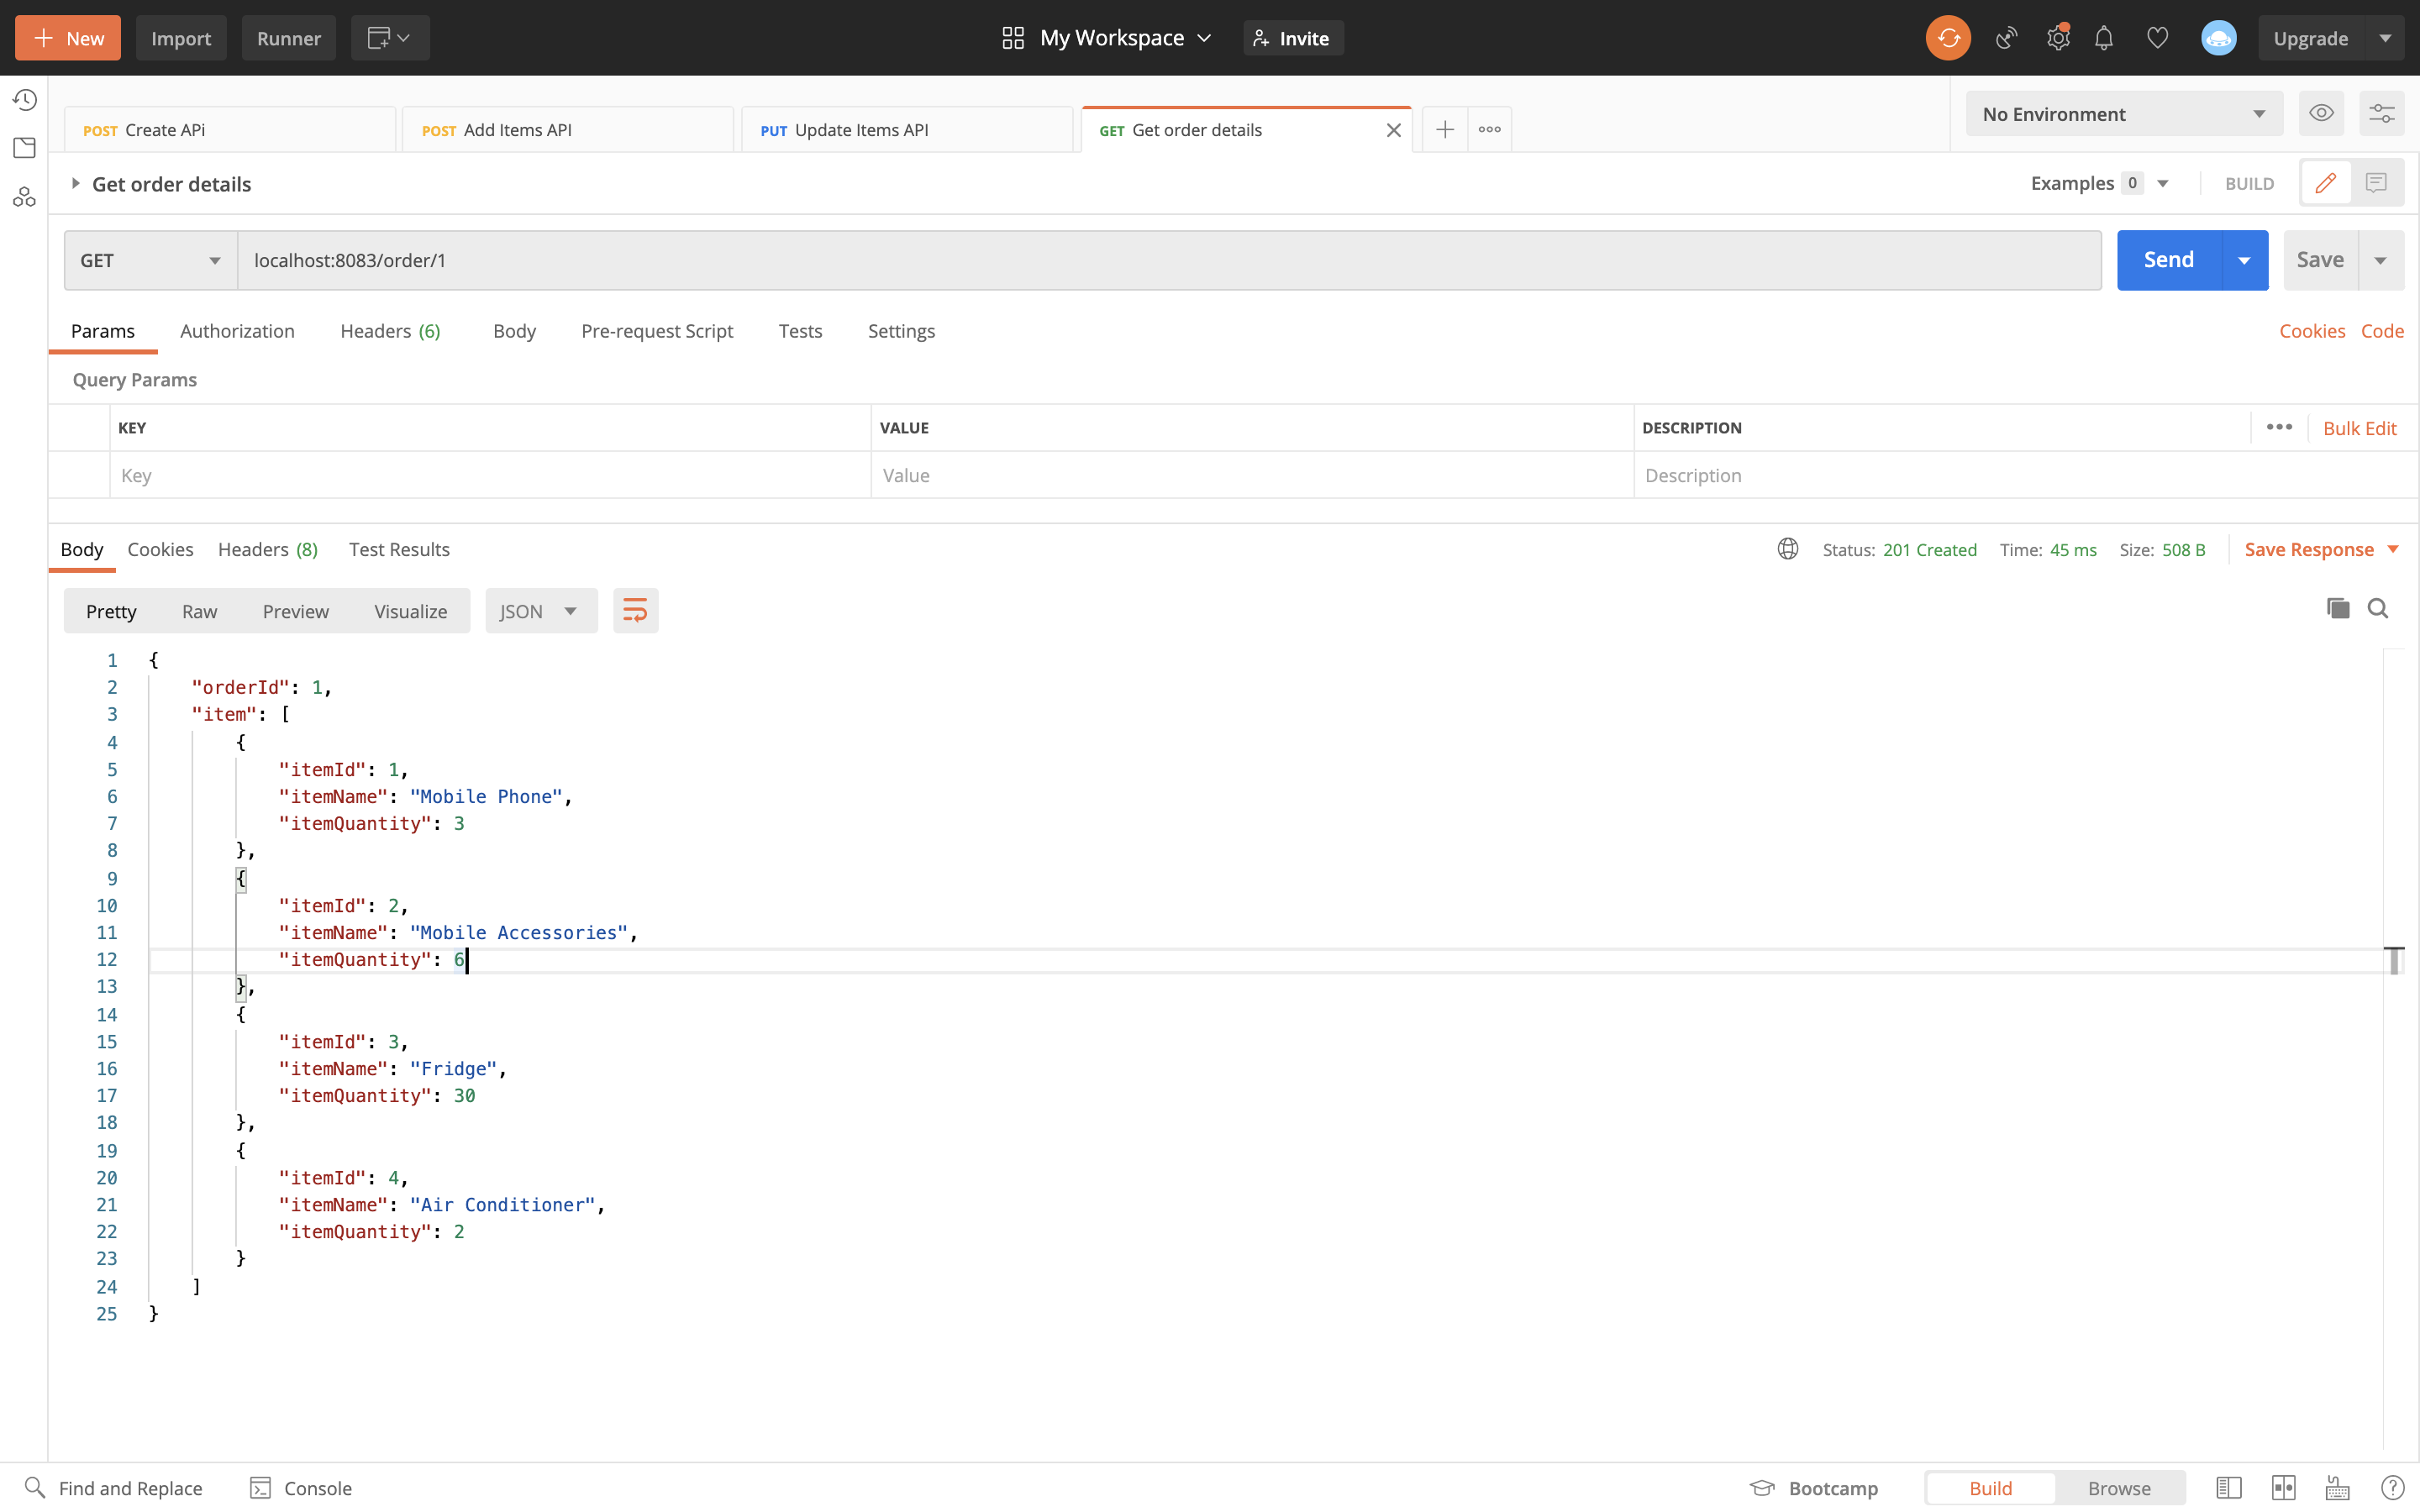 New Import Runner My Workspace Invite Upgrade
POST Create APi POST Add Items API PUT Update Items API GET Get order details No Environment
Get order details Examples 0 BUILD
GET localhost:8083/order/1 Send Save
Params Authorization Headers (6) Body Pre-request Script Tests Settings Cookies Code
Query Params
KEY VALUE DESCRIPTION Bulk Edit
Key Value Description
Body Cookies Headers (8) Test Results Status: 201 Created Time: 45 ms Size: 508 B Save Response
Pretty Raw Preview Visualize JSON
1 {
2 "orderId": 1,
3 "item": [
4 {
5 "itemId": 1,
6 "itemName": "Mobile Phone",
7 "itemQuantity": 3
8 },
9 {
10 "itemId": 2,
11 "itemName": "Mobile Accessories",
12 "itemQuantity": 6
13 },
14 {
15 "itemId": 3,
16 "itemName": "Fridge",
17 "itemQuantity": 30
18 },
19 {
20 "itemId": 4,
21 "itemName": "Air Conditioner",
22 "itemQuantity": 2
23 }
24 ]
25 }
Find and Replace Console Bootcamp Build Browse